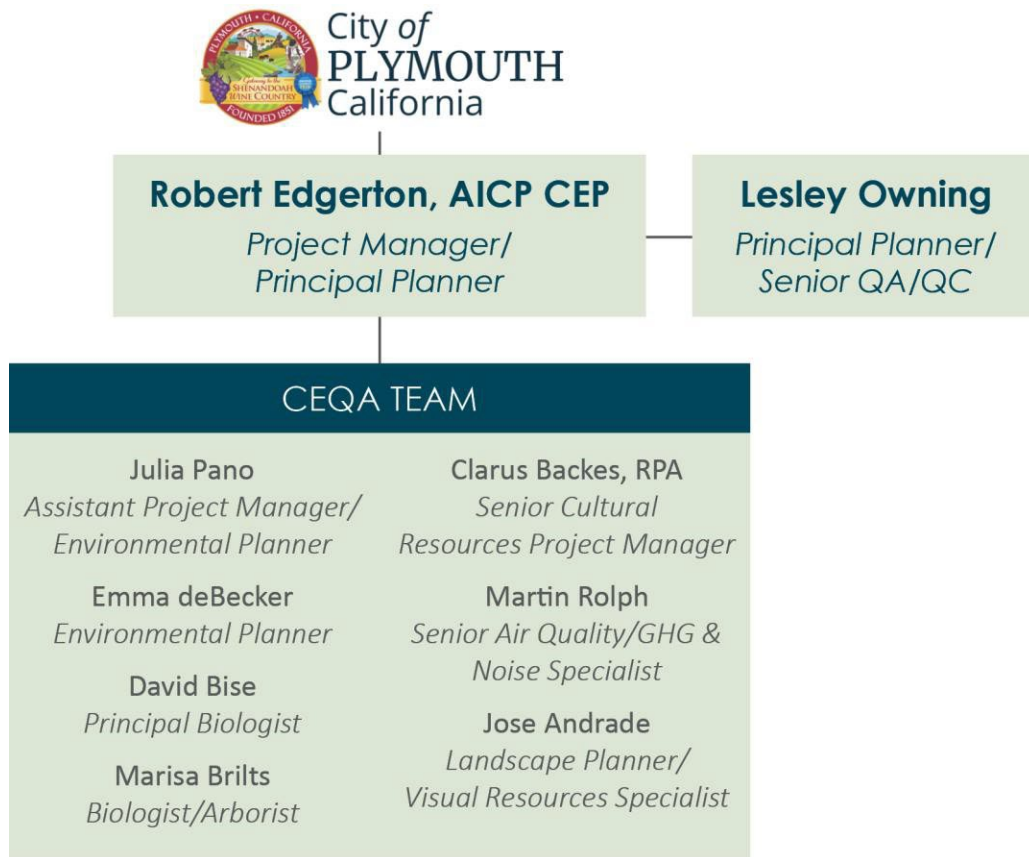 PLYMOUTH • CALIFORNIA
Gateway to the
SHENANDOAH
WINE COUNTRY
FOUNDED 1851
City of
PLYMOUTH
California
Robert Edgerton, AICP CEP
Project Manager/
Principal Planner
Lesley Owning
Principal Planner/
Senior QA/QC
CEQA TEAM
Julia Pano
Assistant Project Manager/
Environmental Planner
Emma deBecker
Environmental Planner
David Bise
Principal Biologist
Marisa Brilts
Biologist/Arborist
Clarus Backes, RPA
Senior Cultural
Resources Project Manager
Martin Rolph
Senior Air Quality/GHG &
Noise Specialist
Jose Andrade
Landscape Planner/
Visual Resources Specialist